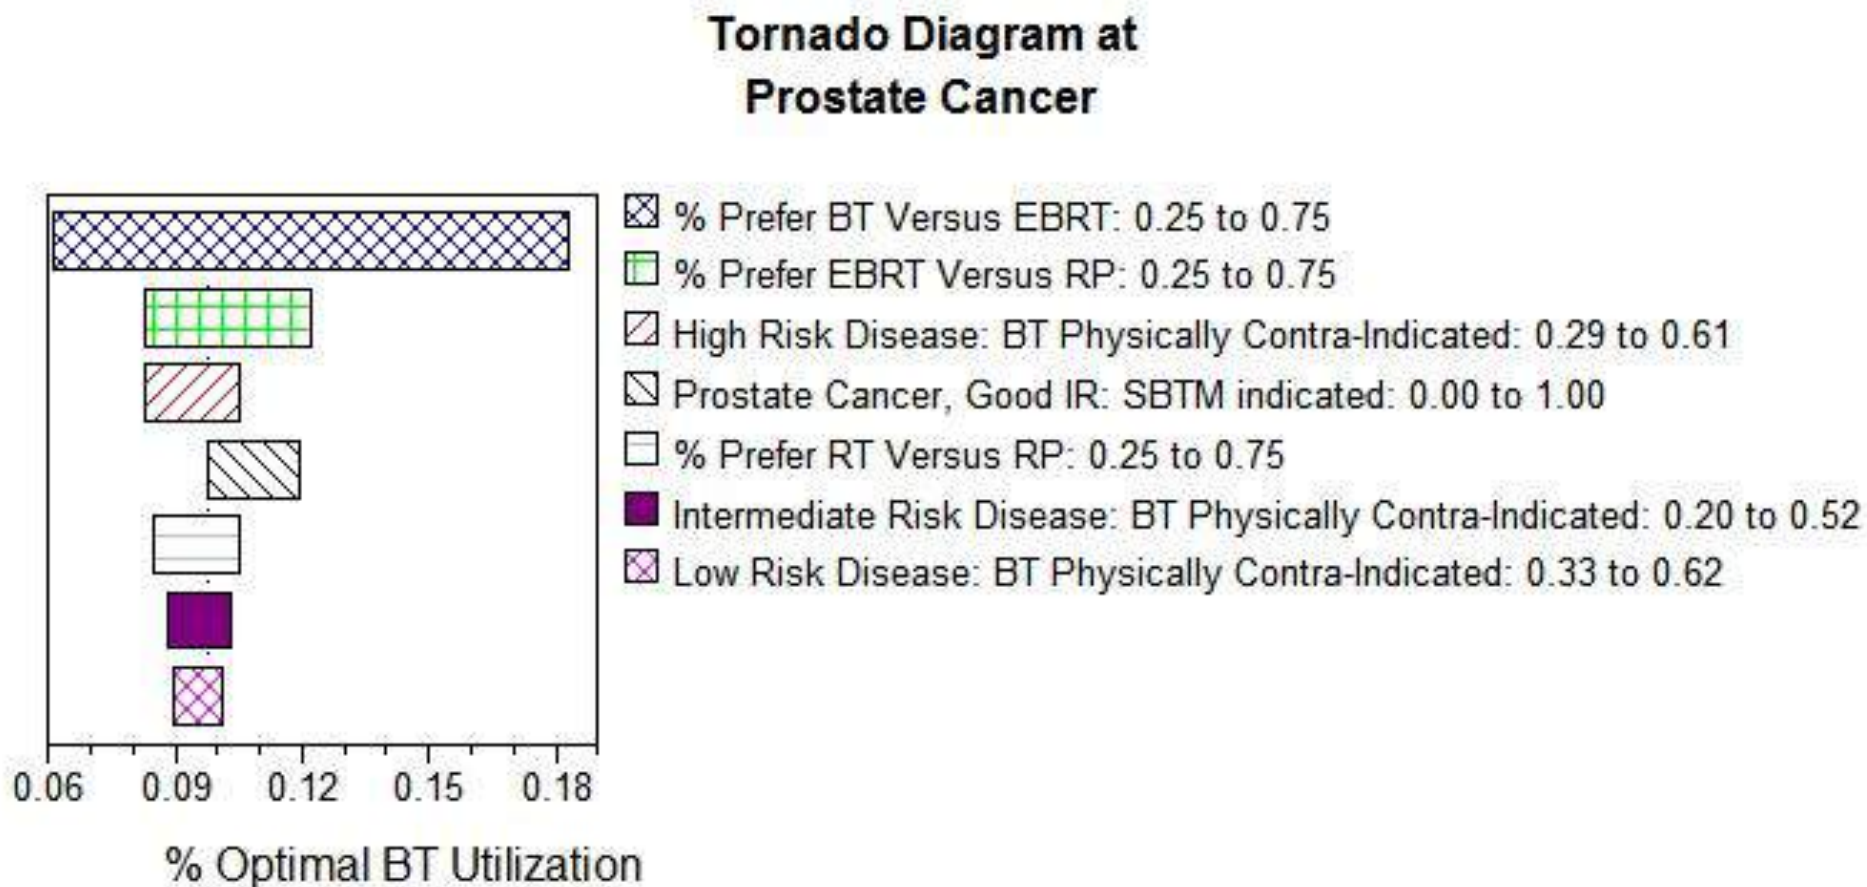 Tornado Diagram at
Prostate Cancer
% Prefer BT Versus EBRT: 0.25 to 0.75
% Prefer EBRT Versus RP: 0.25 to 0.75
High Risk Disease: BT Physically Contra-Indicated: 0.29 to 0.61
Prostate Cancer, Good IR: SBTM indicated: 0.00 to 1.00
% Prefer RT Versus RP: 0.25 to 0.75
Intermediate Risk Disease: BT Physically Contra-Indicated: 0.20 to 0.52
Low Risk Disease: BT Physically Contra-Indicated: 0.33 to 0.62
0.06 0.09 0.12 0.15 0.18
% Optimal BT Utilization